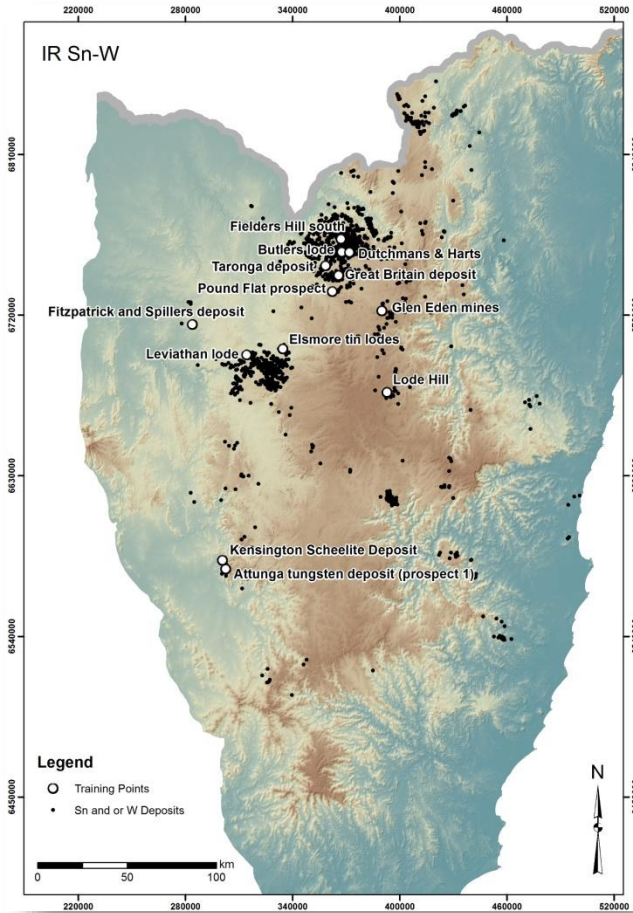 220000 280000 340000 400000 460000 520000
IR Sn-W
6810000
Fielders Hill south
Butlers lode
Dutchmans & Harts
Taronga deposit
Great Britain deposit
Pound Flat prospect
Fitzpatrick and Spillers deposit
Glen Eden mines
6720000
Elsmore tin lodes
Leviathan lode
Lode Hill
6630000
Kensington Scheelite Deposit
Attunga tungsten deposit (prospect 1)
6540000
Legend
Training Points
Sn and or W Deposits
6450000
N
km
0 50 100
220000 280000 340000 400000 460000 520000